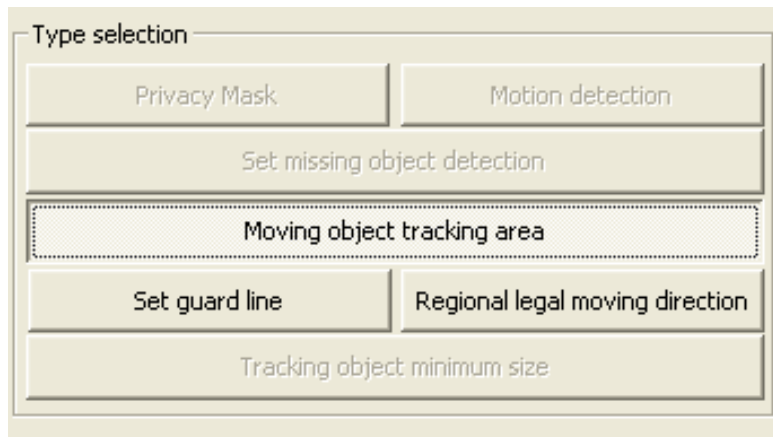 Type selection
Privacy Mask
Motion detection
Set missing object detection
Moving object tracking area
Set guard line
Regional legal moving direction
Tracking object minimum size